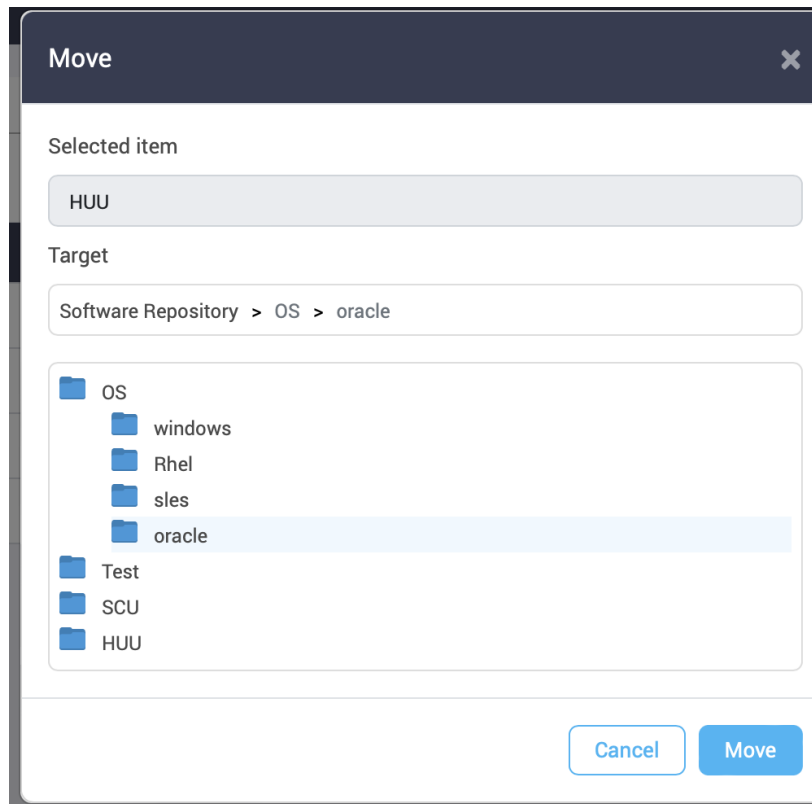 Move
Selected item
HUU
Target
Software Repository > OS > oracle
OS
windows
Rhel
sles
oracle
Test
SCU
HUU
Cancel Move